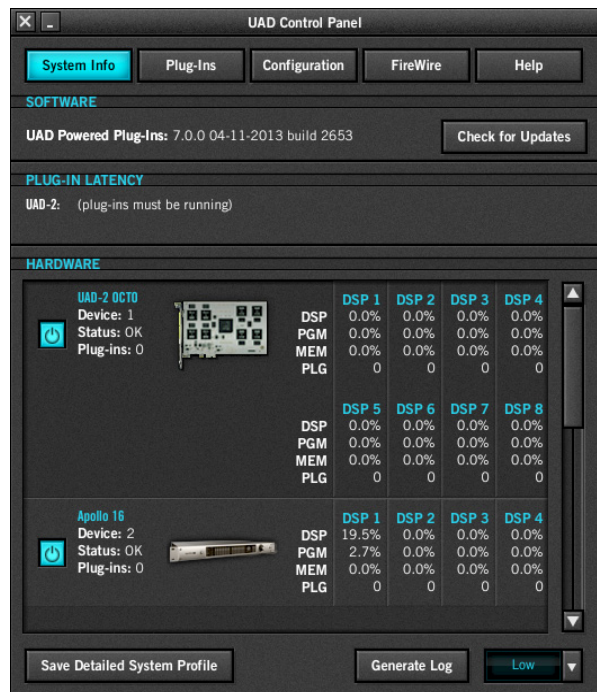 UAD Control Panel
System Info Plug-Ins Configuration FireWire Help
SOFTWARE
UAD Powered Plug-Ins: 7.0.0 04-11-2013 build 2653 Check for Updates
PLUG-IN LATENCY
UAD-2: (plug-ins must be running)
HARDWARE
UAD-2 OCTO
Device: 1
Status: OK
Plug-ins: 0
DSP 1 DSP 2 DSP 3 DSP 4
DSP 0.0% 0.0% 0.0% 0.0%
PGM 0.0% 0.0% 0.0% 0.0%
MEM 0.0% 0.0% 0.0% 0.0%
PLG 0 0 0 0
DSP 5 DSP 6 DSP 7 DSP 8
DSP 0.0% 0.0% 0.0% 0.0%
PGM 0.0% 0.0% 0.0% 0.0%
MEM 0.0% 0.0% 0.0% 0.0%
PLG 0 0 0 0
Apollo 16
Device: 2
Status: OK
Plug-ins: 0
DSP 1 DSP 2 DSP 3 DSP 4
DSP 19.5% 0.0% 0.0% 0.0%
PGM 2.7% 0.0% 0.0% 0.0%
MEM 0.0% 0.0% 0.0% 0.0%
PLG 0 0 0 0
Save Detailed System Profile Generate Log Low